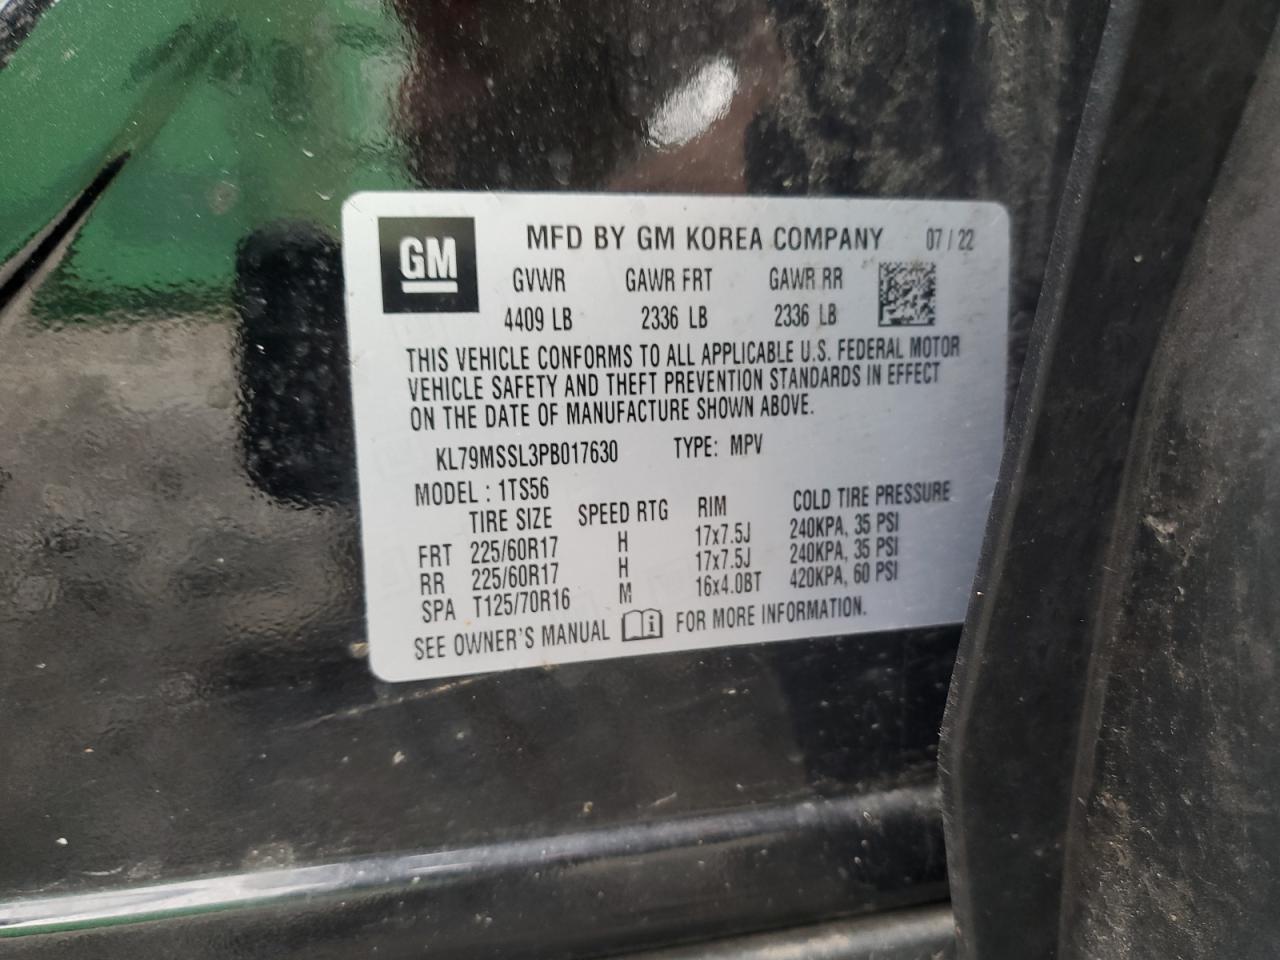 GM
MFD BY GM KOREA COMPANY 07 / 22
GVWR GAWR FRT GAWR RR
4409 LB 2336 LB 2336 LB
THIS VEHICLE CONFORMS TO ALL APPLICABLE U.S. FEDERAL MOTOR
VEHICLE SAFETY AND THEFT PREVENTION STANDARDS IN EFFECT
ON THE DATE OF MANUFACTURE SHOWN ABOVE.
KL79MSSL3PB017630 TYPE: MPV
MODEL : 1TS56
TIRE SIZE SPEED RTG RIM COLD TIRE PRESSURE
FRT 225/60R17 H 17x7.5J 240KPA, 35 PSI
RR 225/60R17 H 17x7.5J 240KPA, 35 PSI
SPA T125/70R16 M 16x4.0BT 420KPA, 60 PSI
SEE OWNER'S MANUAL i FOR MORE INFORMATION.